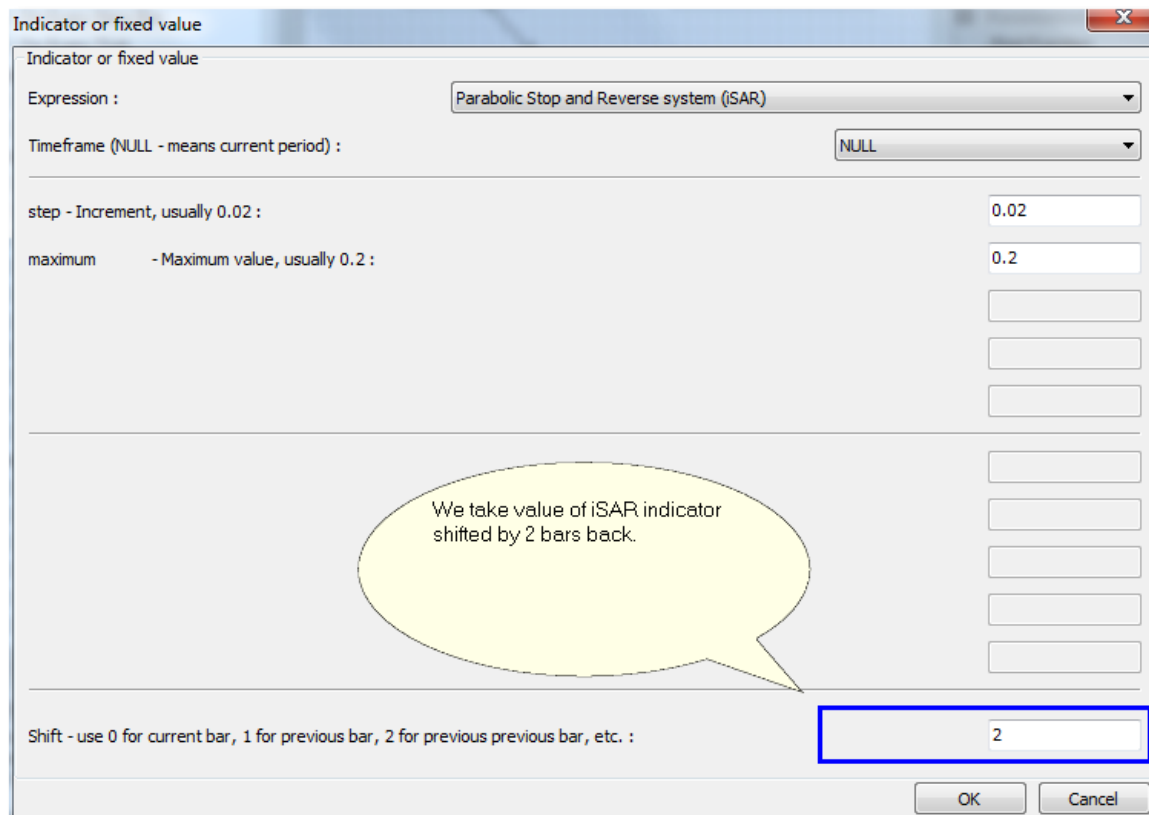 Indicator or fixed value
Indicator or fixed value
Expression : Parabolic Stop and Reverse system (iSAR)
Timeframe (NULL - means current period) : NULL
step - Increment, usually 0.02 : 0.02
maximum - Maximum value, usually 0.2 : 0.2
We take value of iSAR indicator
shifted by 2 bars back.
Shift - use 0 for current bar, 1 for previous bar, 2 for previous previous bar, etc. : 2
OK Cancel